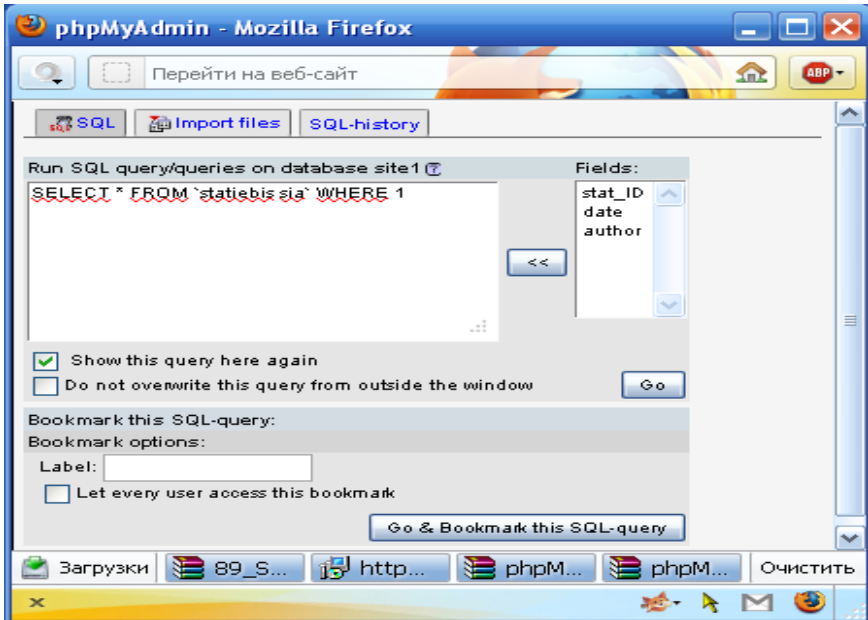 phpMyAdmin - Mozilla Firefox
Перейти на веб-сайт
ABP
SQL Import files SQL-history
Run SQL query/queries on database site1 Fields:
SELECT * FROM `statiebis sia` WHERE 1
stat_ID
date
author
<<
Show this query here again
Do not overwrite this query from outside the window
Go
Bookmark this SQL-query:
Bookmark options:
Label:
Let every user access this bookmark
Go & Bookmark this SQL-query
Загрузки 89_S... http... phpM... phpM... Очистить